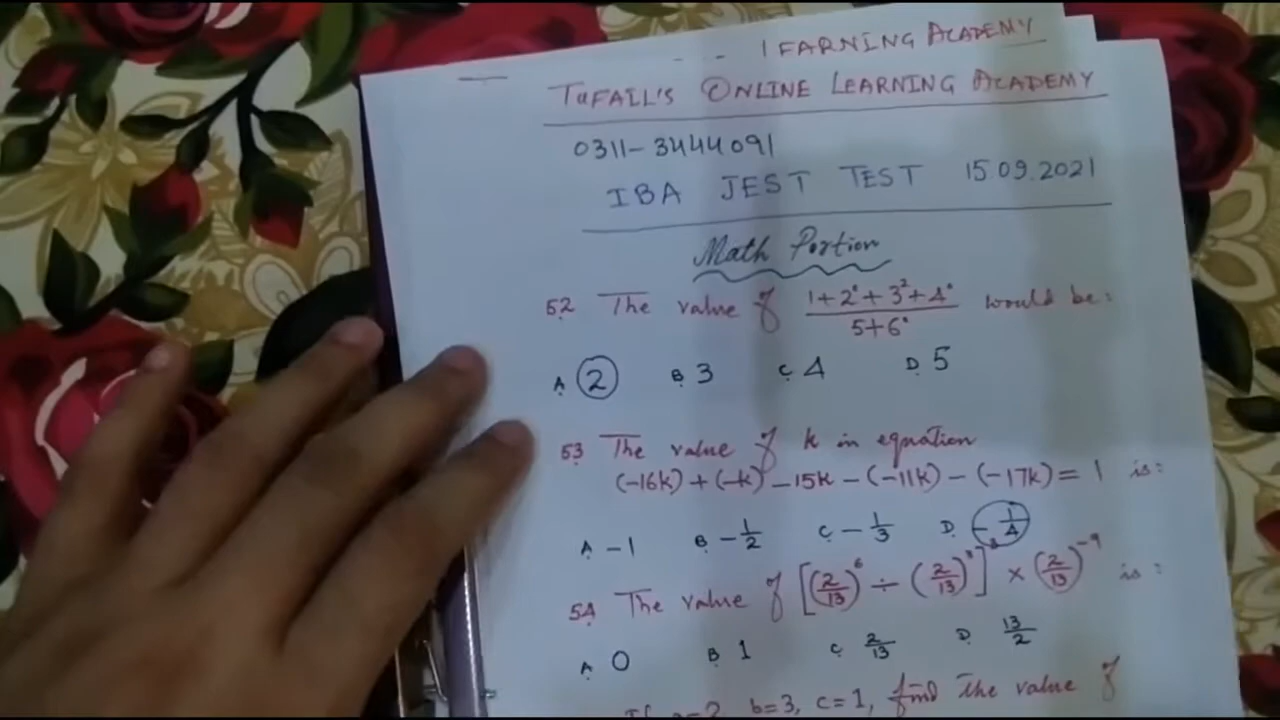 LEARNING ACADEMY
TUFAIL'S ONLINE LEARNING ACADEMY
0311-3444091
IBA JEST TEST 15.09.2021
Math Portion
52 The value of (1+2°+3²+4°)/(5+6°) would be:
A 2 B 3 C 4 D 5
53 The value of k in equation
(-16k)+(-k)-15k-(-11k)-(-17k)=1 is:
A -1 B -1/2 C -1/3 D -1/4
54 The value of [(2/13)⁶ ÷ (2/13)] × (2/13)⁻⁹ is:
A 0 B 1 C 2/13 D 13/2
b=3, c=1, find the value of